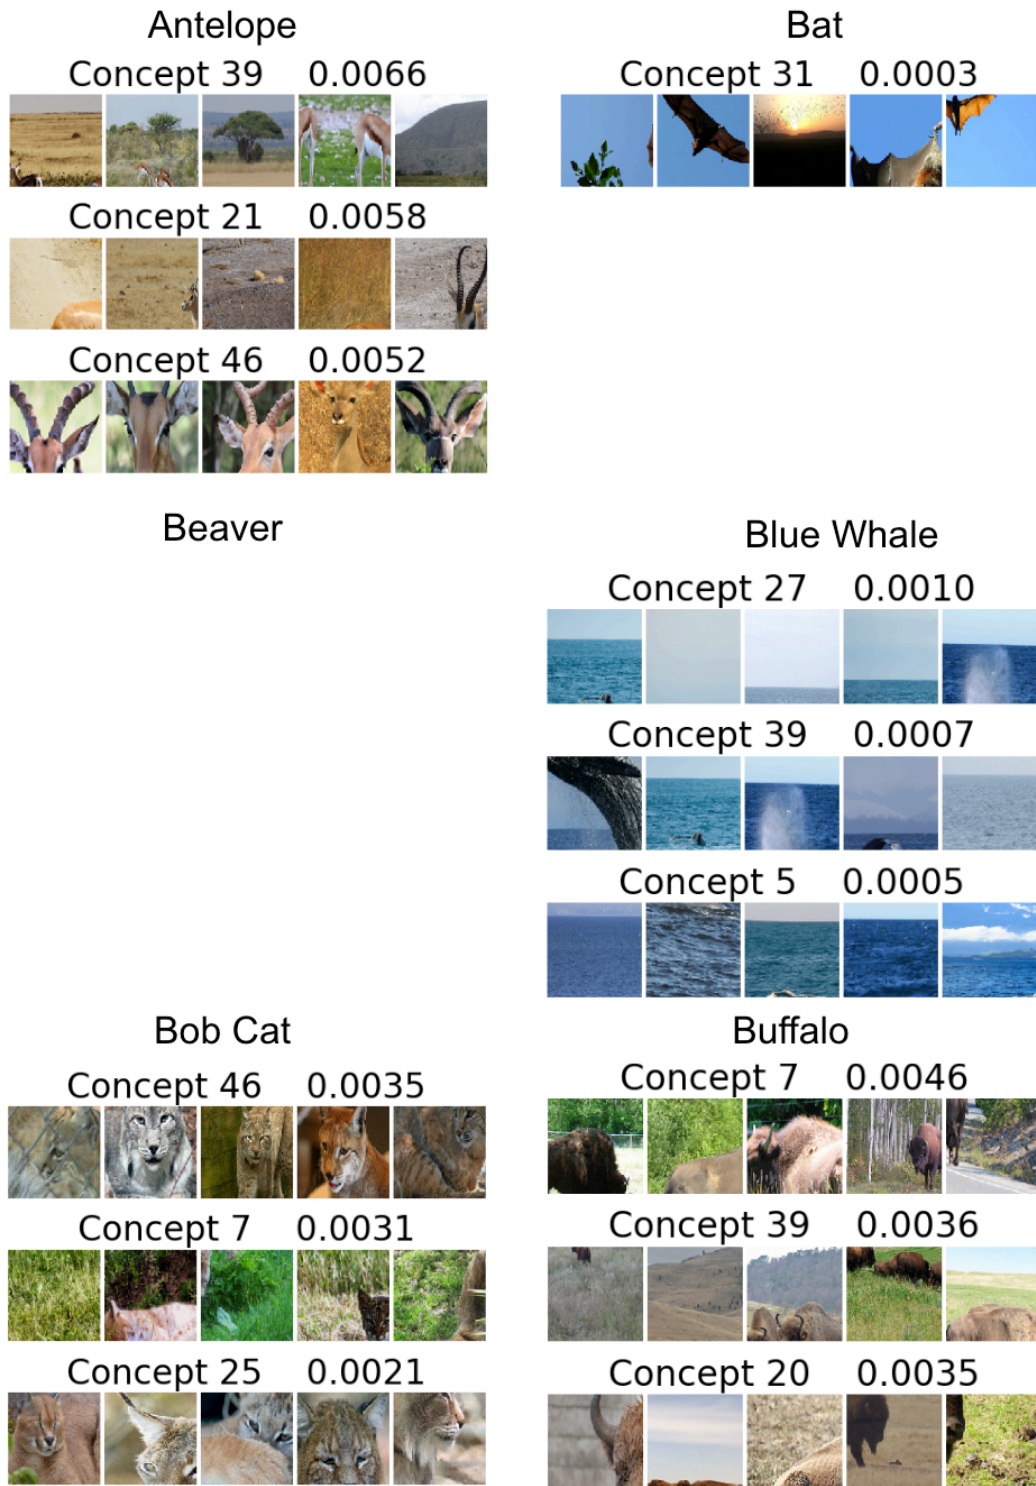 Antelope
Concept 39 0.0066
Concept 21 0.0058
Concept 46 0.0052
Bat
Concept 31 0.0003
Beaver
Blue Whale
Concept 27 0.0010
Concept 39 0.0007
Concept 5 0.0005
Bob Cat
Concept 46 0.0035
Concept 7 0.0031
Concept 25 0.0021
Buffalo
Concept 7 0.0046
Concept 39 0.0036
Concept 20 0.0035